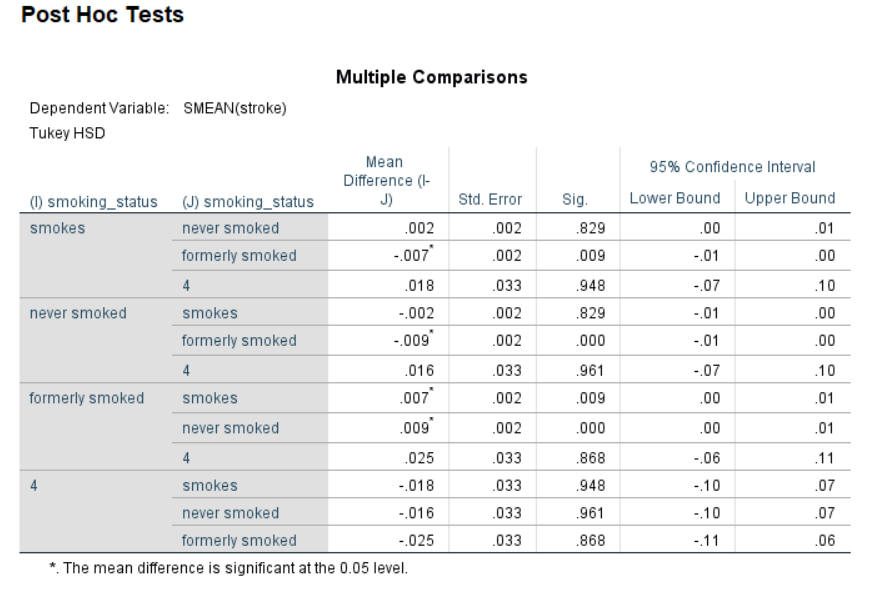 Post Hoc Tests
Multiple Comparisons
Dependent Variable: SMEAN(stroke)
Tukey HSD
(I) smoking_status (J) smoking_status Mean Difference (I-J) Std. Error Sig. 95% Confidence Interval
Lower Bound Upper Bound
smokes never smoked .002 .002 .829 .00 .01
formerly smoked -.007* .002 .009 -.01 .00
4 .018 .033 .948 -.07 .10
never smoked smokes -.002 .002 .829 -.01 .00
formerly smoked -.009* .002 .000 -.01 .00
4 .016 .033 .961 -.07 .10
formerly smoked smokes .007* .002 .009 .00 .01
never smoked .009* .002 .000 .00 .01
4 .025 .033 .868 -.06 .11
4 smokes -.018 .033 .948 -.10 .07
never smoked -.016 .033 .961 -.10 .07
formerly smoked -.025 .033 .868 -.11 .06
*. The mean difference is significant at the 0.05 level.